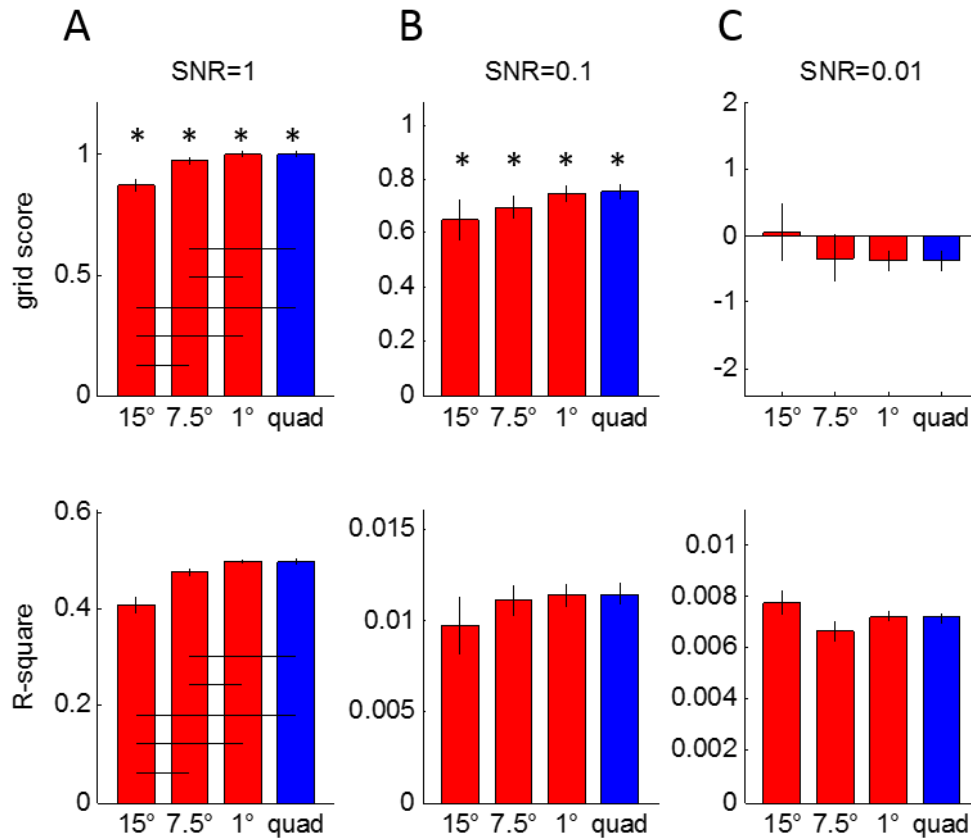 A B C
SNR=1 SNR=0.1 SNR=0.01
grid score
1
0.5
0
* * * *
15° 7.5° 1° quad
1
0.8
0.6
0.4
0.2
0
* * * *
15° 7.5° 1° quad
2
1
0
-1
-2
15° 7.5° 1° quad
R-square
0.6
0.4
0.2
0
15° 7.5° 1° quad
0.015
0.01
0.005
0
15° 7.5° 1° quad
0.01
0.008
0.006
0.004
0.002
0
15° 7.5° 1° quad